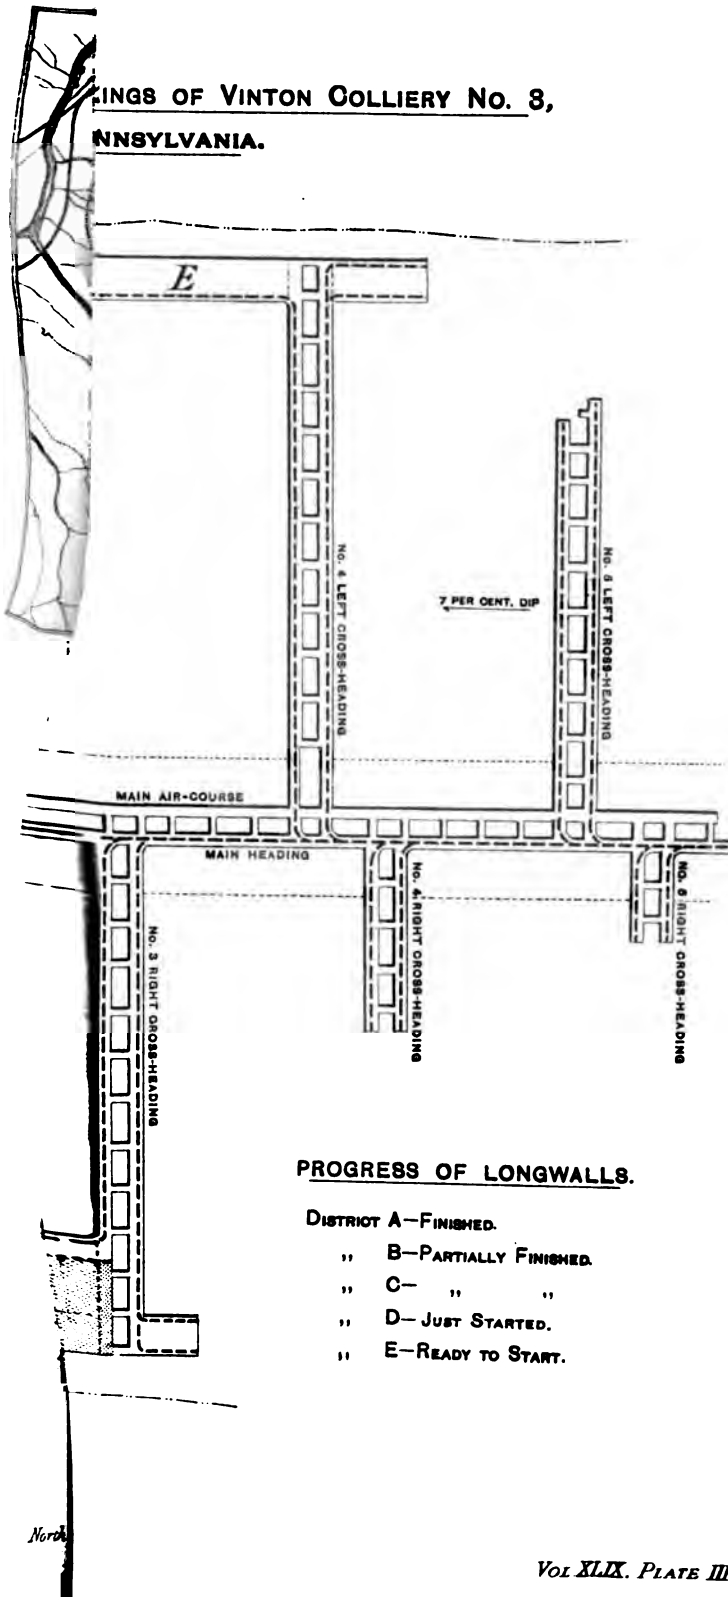 INGS OF VINTON COLLIERY NO. 3,
NNSYLVANIA.
E
No. 4 LEFT CROSS-HEADING
7 PER CENT. DIP
No. 5 LEFT CROSS-HEADING
MAIN AIR-COURSE
MAIN HEADING
No. 3 RIGHT CROSS-HEADING
No. 4 RIGHT CROSS-HEADING
No. 5 RIGHT CROSS-HEADING
PROGRESS OF LONGWALLS.
DISTRICT A—FINISHED.
„ B—PARTIALLY FINISHED.
„ C— „ „
„ D—JUST STARTED.
„ E—READY TO START.
North
VOL XLIX. PLATE III